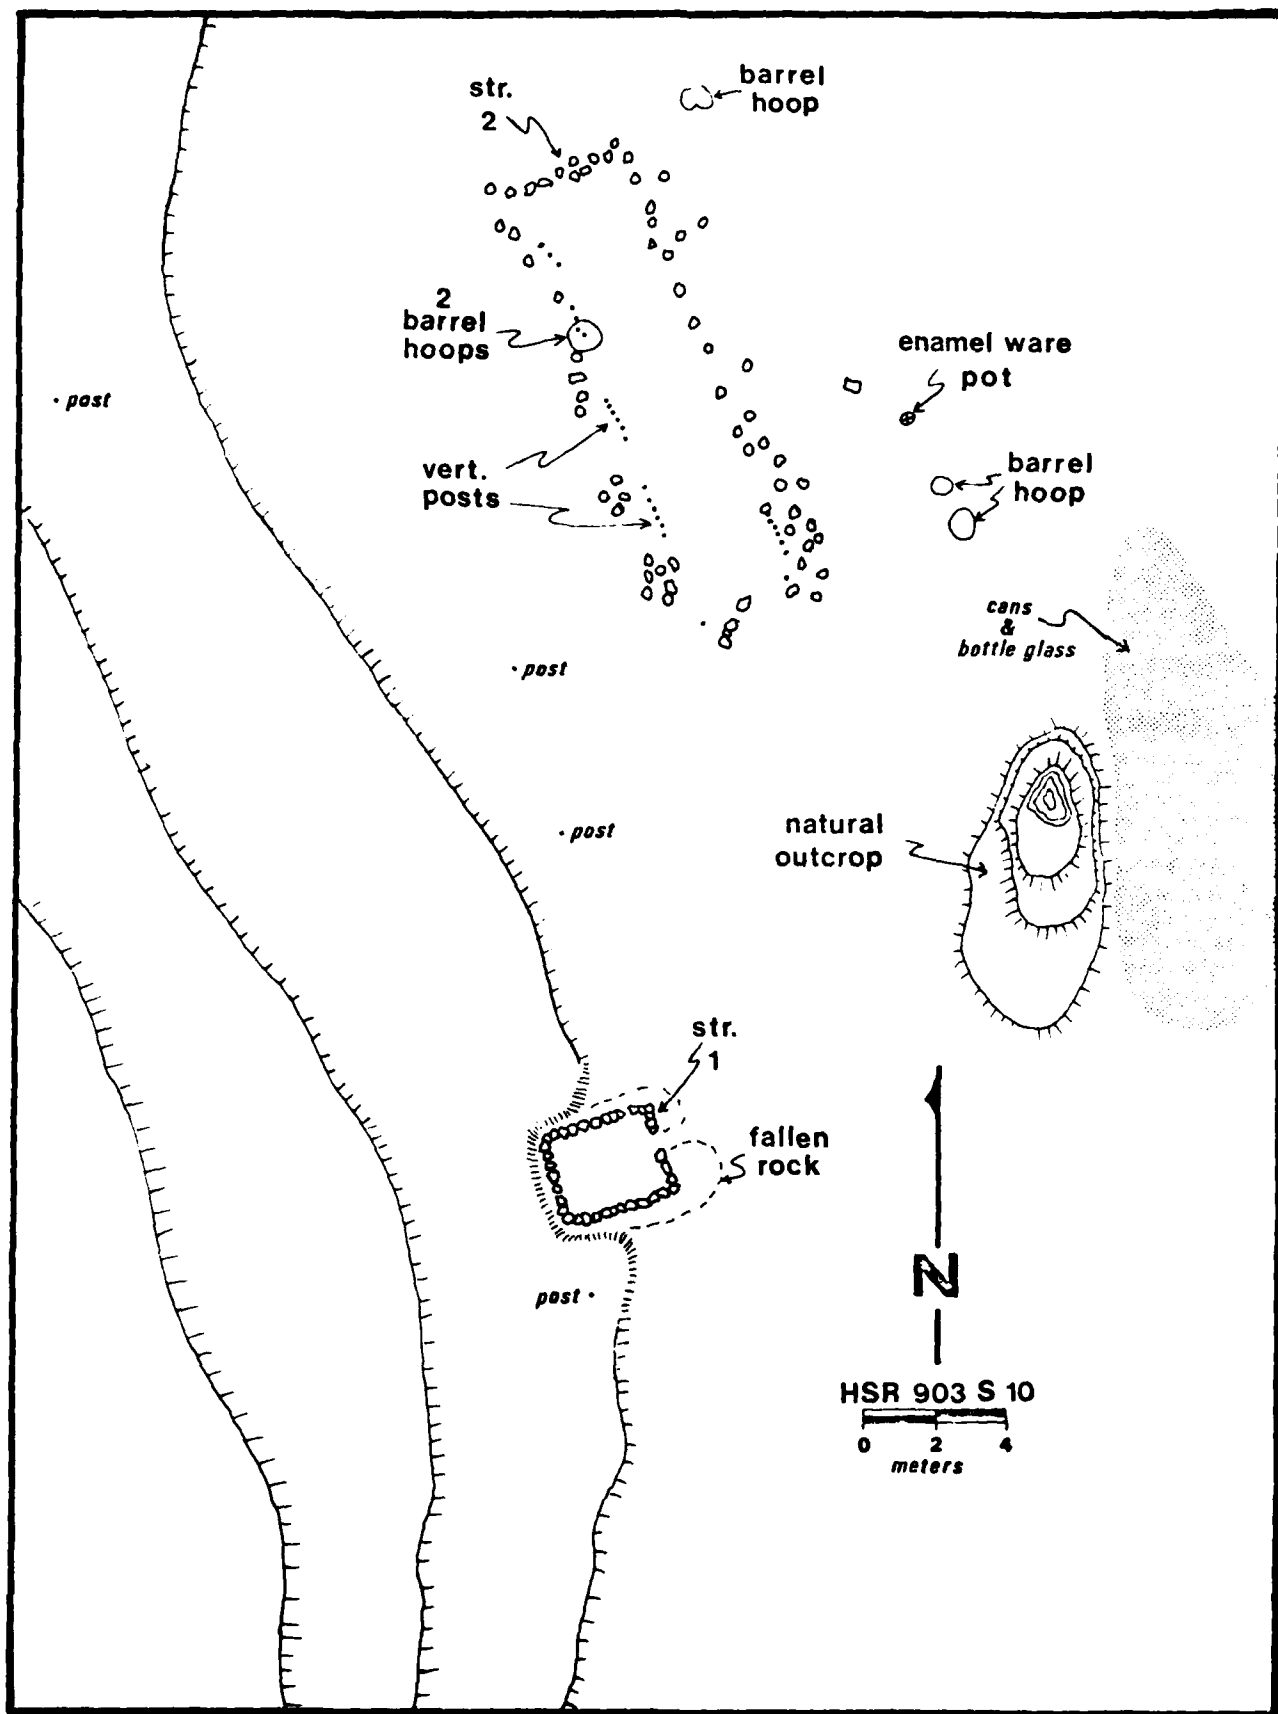 barrel
hoop
str.
2
2
barrel
hoops
enamel ware
pot
• post
vert.
posts
barrel
hoop
cans
&
bottle glass
• post
• post
natural
outcrop
str.
1
fallen
rock
post •
N
HSR 903 S 10
0 2 4
meters